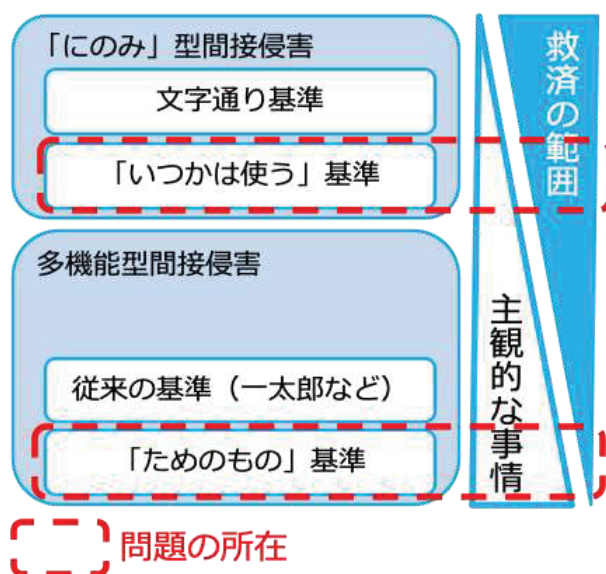 「にのみ」型間接侵害
文字通り基準
「いつかは使う」基準
多機能型間接侵害
従来の基準（一太郎など）
「ためのもの」基準
救済の範囲
主観的な事情
問題の所在